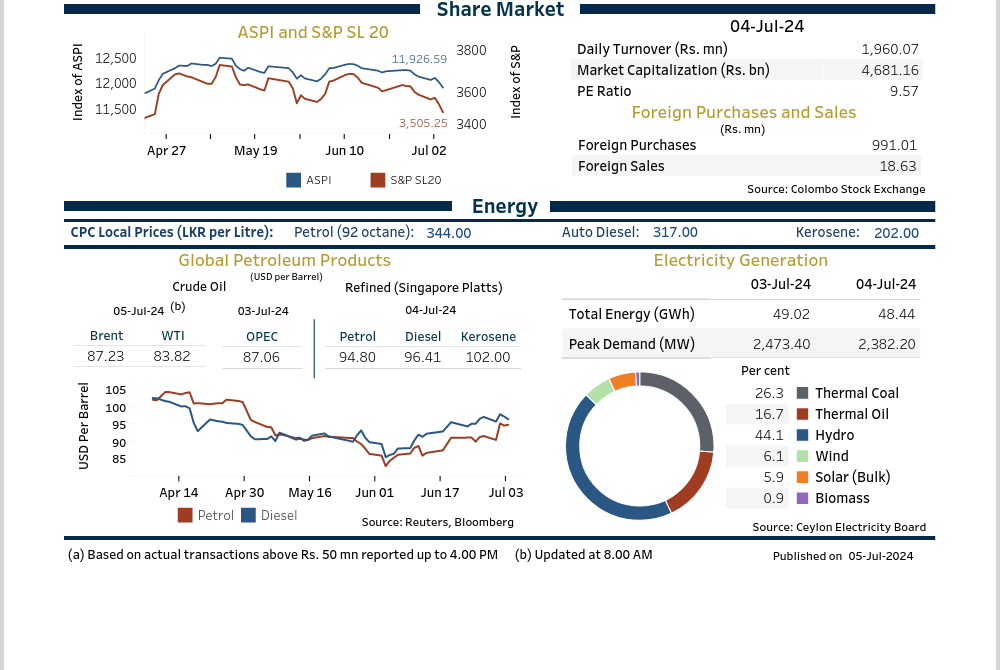 Share Market
ASPI and S&P SL 20
Index of ASPI
12,500
12,000
11,500
11,926.59
3,505.25
3800
3600
3400
Index of S&P
Apr 27 May 19 Jun 10 Jul 02
ASPI S&P SL20
04-Jul-24
Daily Turnover (Rs. mn) 1,960.07
Market Capitalization (Rs. bn) 4,681.16
PE Ratio 9.57
Foreign Purchases and Sales
(Rs. mn)
Foreign Purchases 991.01
Foreign Sales 18.63
Source: Colombo Stock Exchange
Energy
CPC Local Prices (LKR per Litre): Petrol (92 octane): 344.00 Auto Diesel: 317.00 Kerosene: 202.00
Global Petroleum Products
(USD per Barrel)
Crude Oil Refined (Singapore Platts)
05-Jul-24 (b) 03-Jul-24 04-Jul-24
Brent WTI OPEC Petrol Diesel Kerosene
87.23 83.82 87.06 94.80 96.41 102.00
USD Per Barrel
105
100
95
90
85
Apr 14 Apr 30 May 16 Jun 01 Jun 17 Jul 03
Petrol Diesel
Source: Reuters, Bloomberg
Electricity Generation
03-Jul-24 04-Jul-24
Total Energy (GWh) 49.02 48.44
Peak Demand (MW) 2,473.40 2,382.20
Per cent
26.3 Thermal Coal
16.7 Thermal Oil
44.1 Hydro
6.1 Wind
5.9 Solar (Bulk)
0.9 Biomass
Source: Ceylon Electricity Board
(a) Based on actual transactions above Rs. 50 mn reported up to 4.00 PM (b) Updated at 8.00 AM Published on 05-Jul-2024